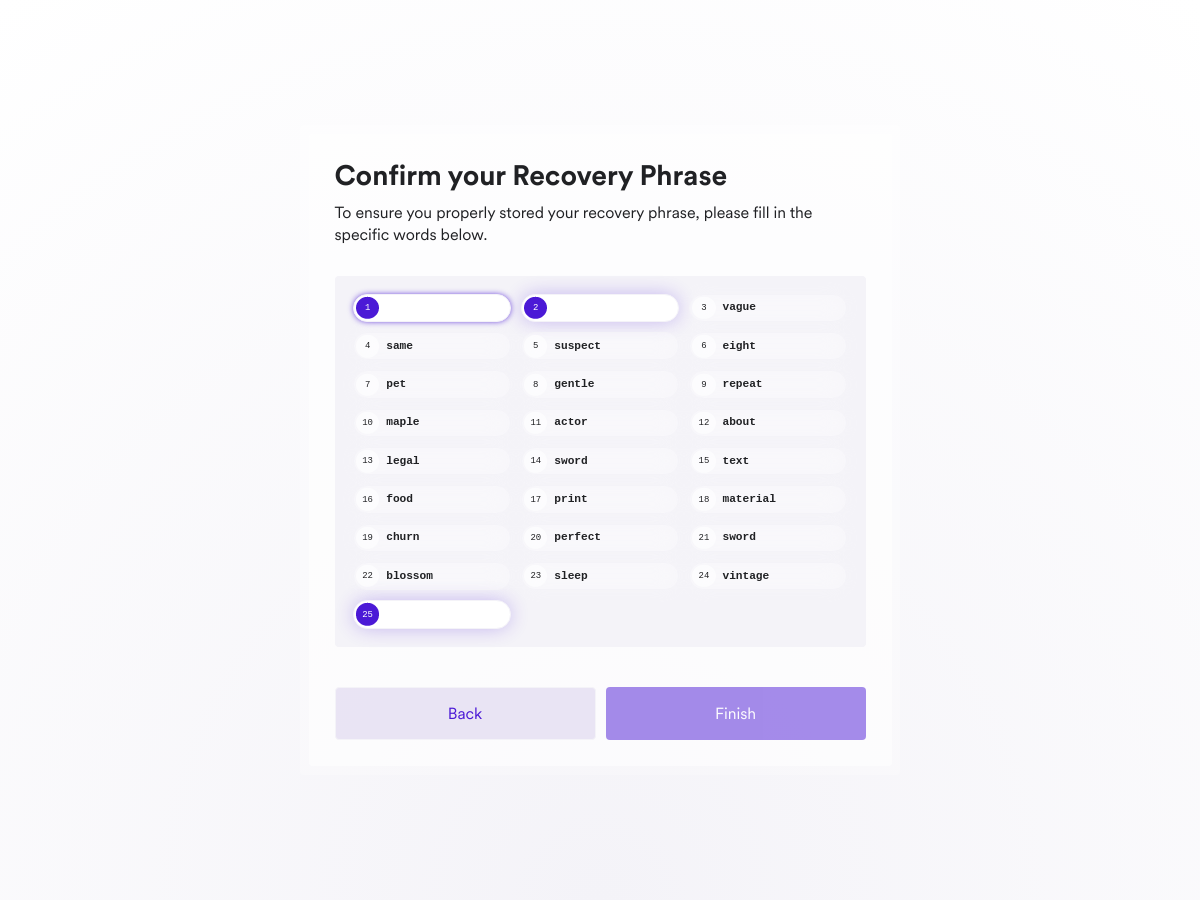 Confirm your Recovery Phrase
To ensure you properly stored your recovery phrase, please fill in the
specific words below.
1 2 3 vague
4 same 5 suspect 6 eight
7 pet 8 gentle 9 repeat
10 maple 11 actor 12 about
13 legal 14 sword 15 text
16 food 17 print 18 material
19 churn 20 perfect 21 sword
22 blossom 23 sleep 24 vintage
25
Back Finish